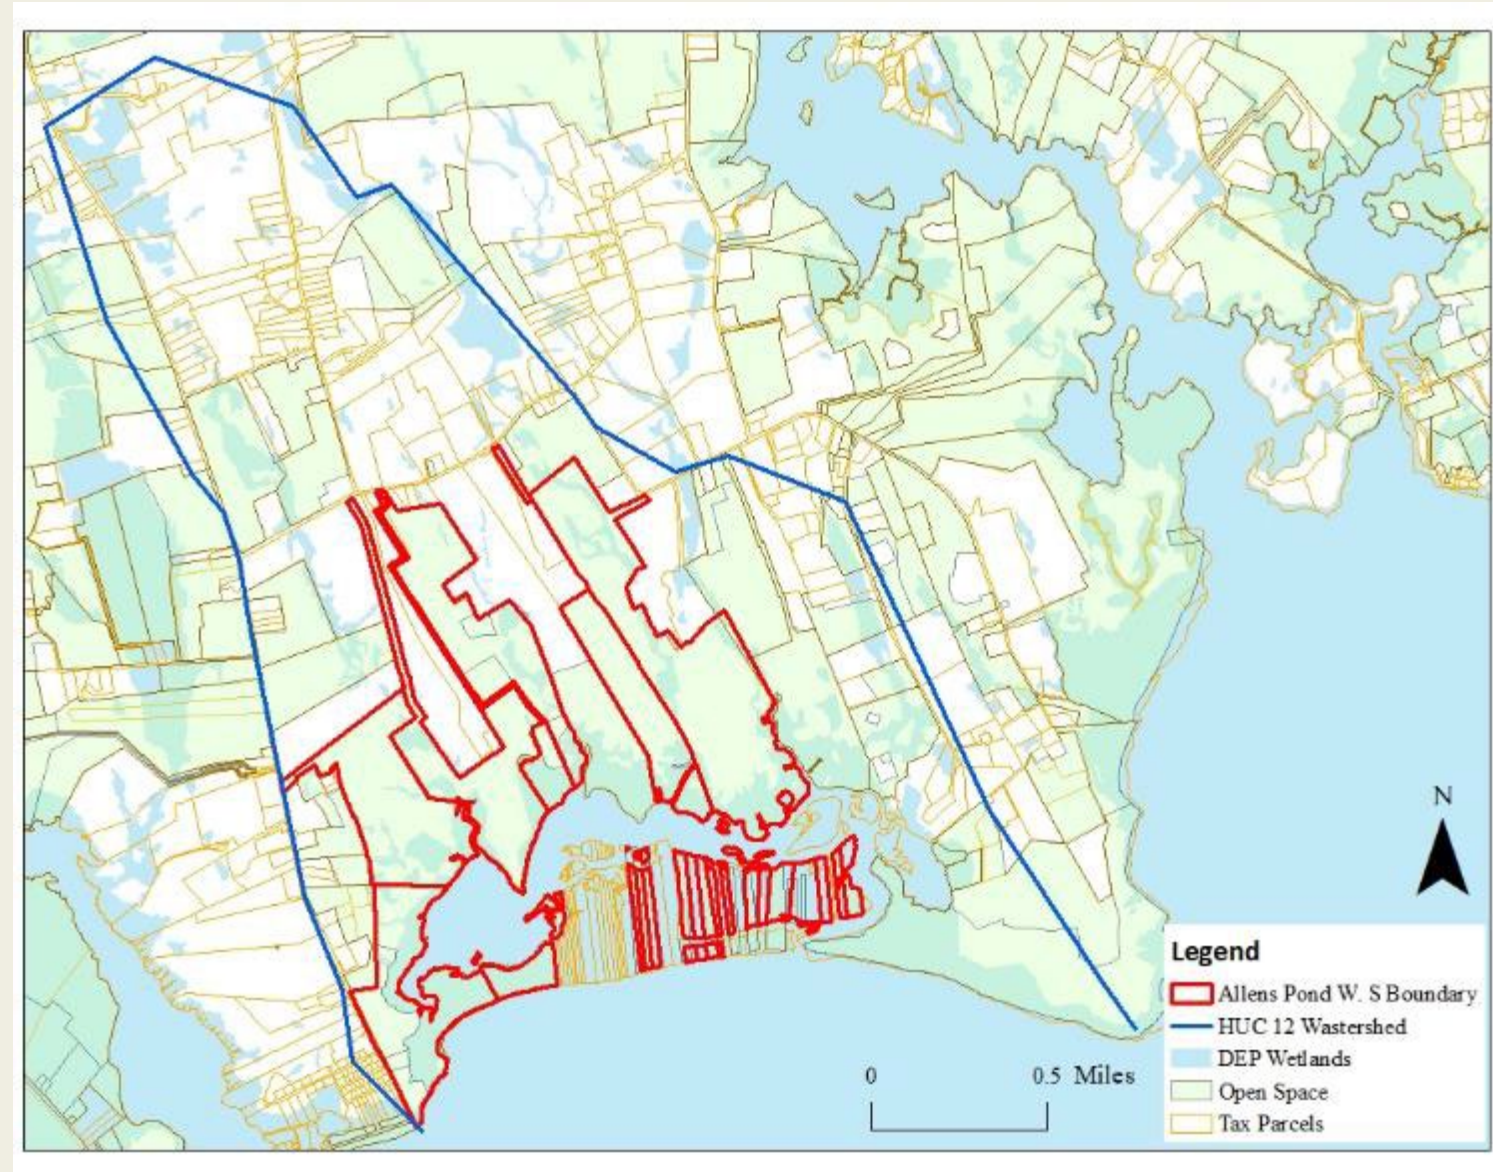 N
Legend
Allens Pond W. S Boundary
HUC 12 Wastershed
DEP Wetlands
Open Space
Tax Parcels
0 0.5 Miles